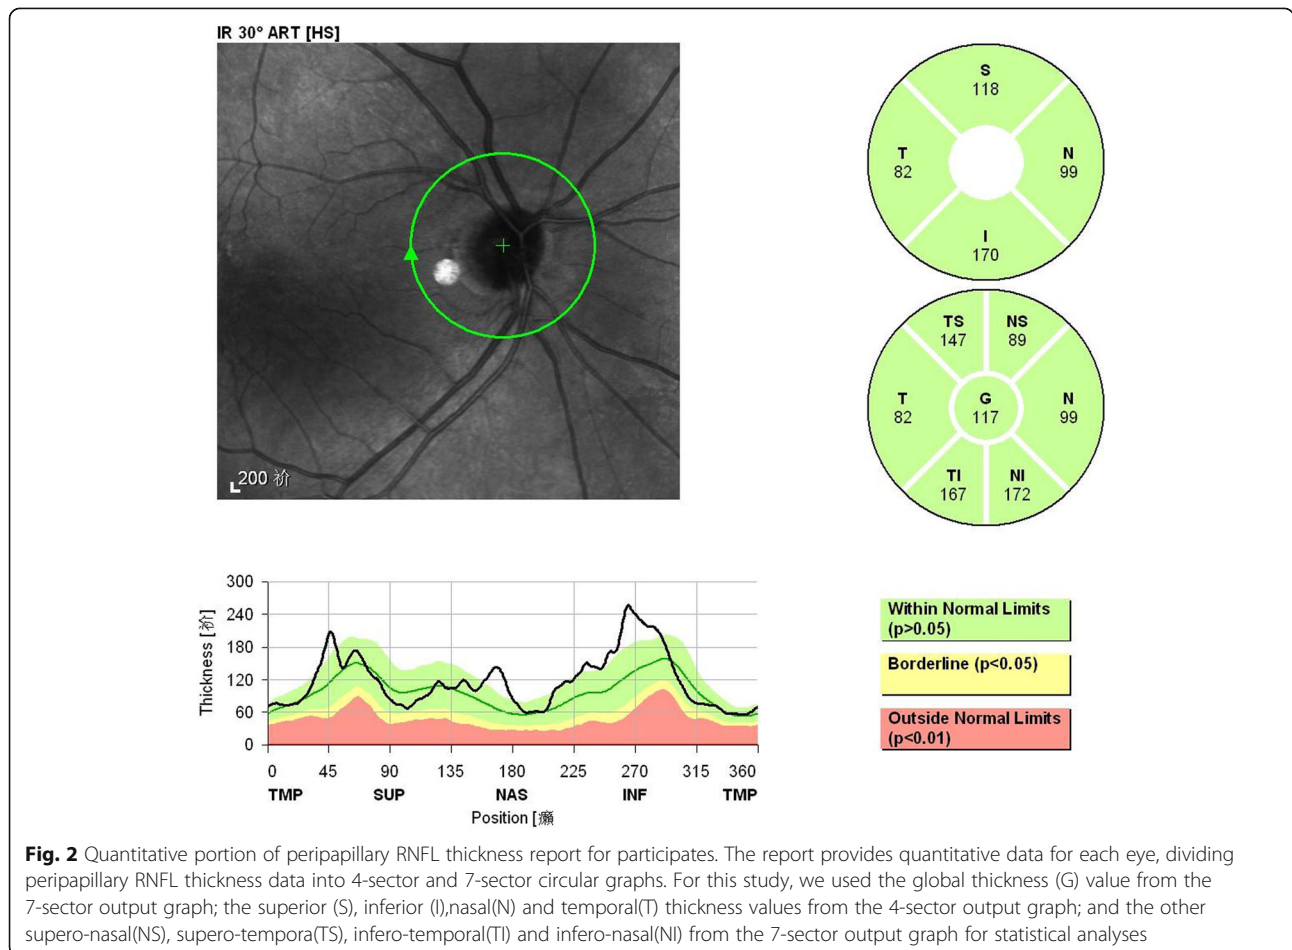 IR 30° ART [HS]
200 祄
S
118
T
82
N
99
I
170
TS
147
NS
89
T
82
G
117
N
99
TI
167
NI
172
Thickness [祄]
300
240
180
120
60
0
0 45 90 135 180 225 270 315 360
TMP SUP NAS INF TMP
Position [癩
Within Normal Limits
(p>0.05)
Borderline (p<0.05)
Outside Normal Limits
(p<0.01)
Fig. 2 Quantitative portion of peripapillary RNFL thickness report for participates. The report provides quantitative data for each eye, dividing
peripapillary RNFL thickness data into 4-sector and 7-sector circular graphs. For this study, we used the global thickness (G) value from the
7-sector output graph; the superior (S), inferior (I),nasal(N) and temporal(T) thickness values from the 4-sector output graph; and the other
supero-nasal(NS), supero-tempora(TS), infero-temporal(TI) and infero-nasal(NI) from the 7-sector output graph for statistical analyses